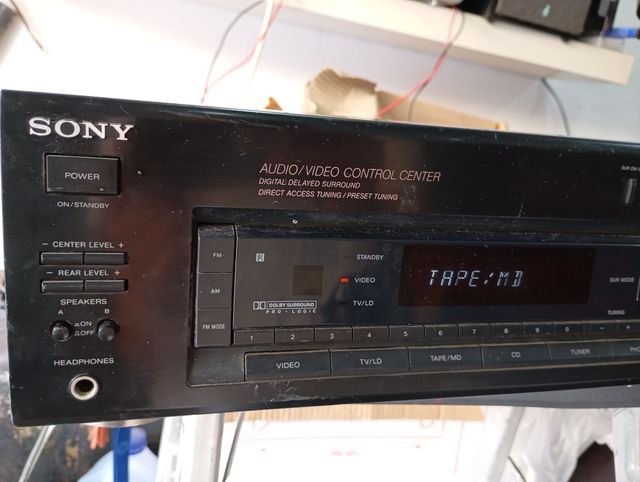 SONY
POWER
ON/STANDBY
AUDIO/VIDEO CONTROL CENTER
DIGITAL DELAYED SURROUND
DIRECT ACCESS TUNING / PRESET TUNING
− CENTER LEVEL +
− REAR LEVEL +
SPEAKERS
A B
ON
OFF
HEADPHONES
FM
AM
FM MODE
STANDBY
VIDEO
TV/LD
DOLBY SURROUND
PRO · LOGIC
TAPE/MD
SUR MODE
TUNING
1 2 3 4 5 6 7 8 9 0 − +
VIDEO
TV/LD
TAPE/MD
CD
TUNER